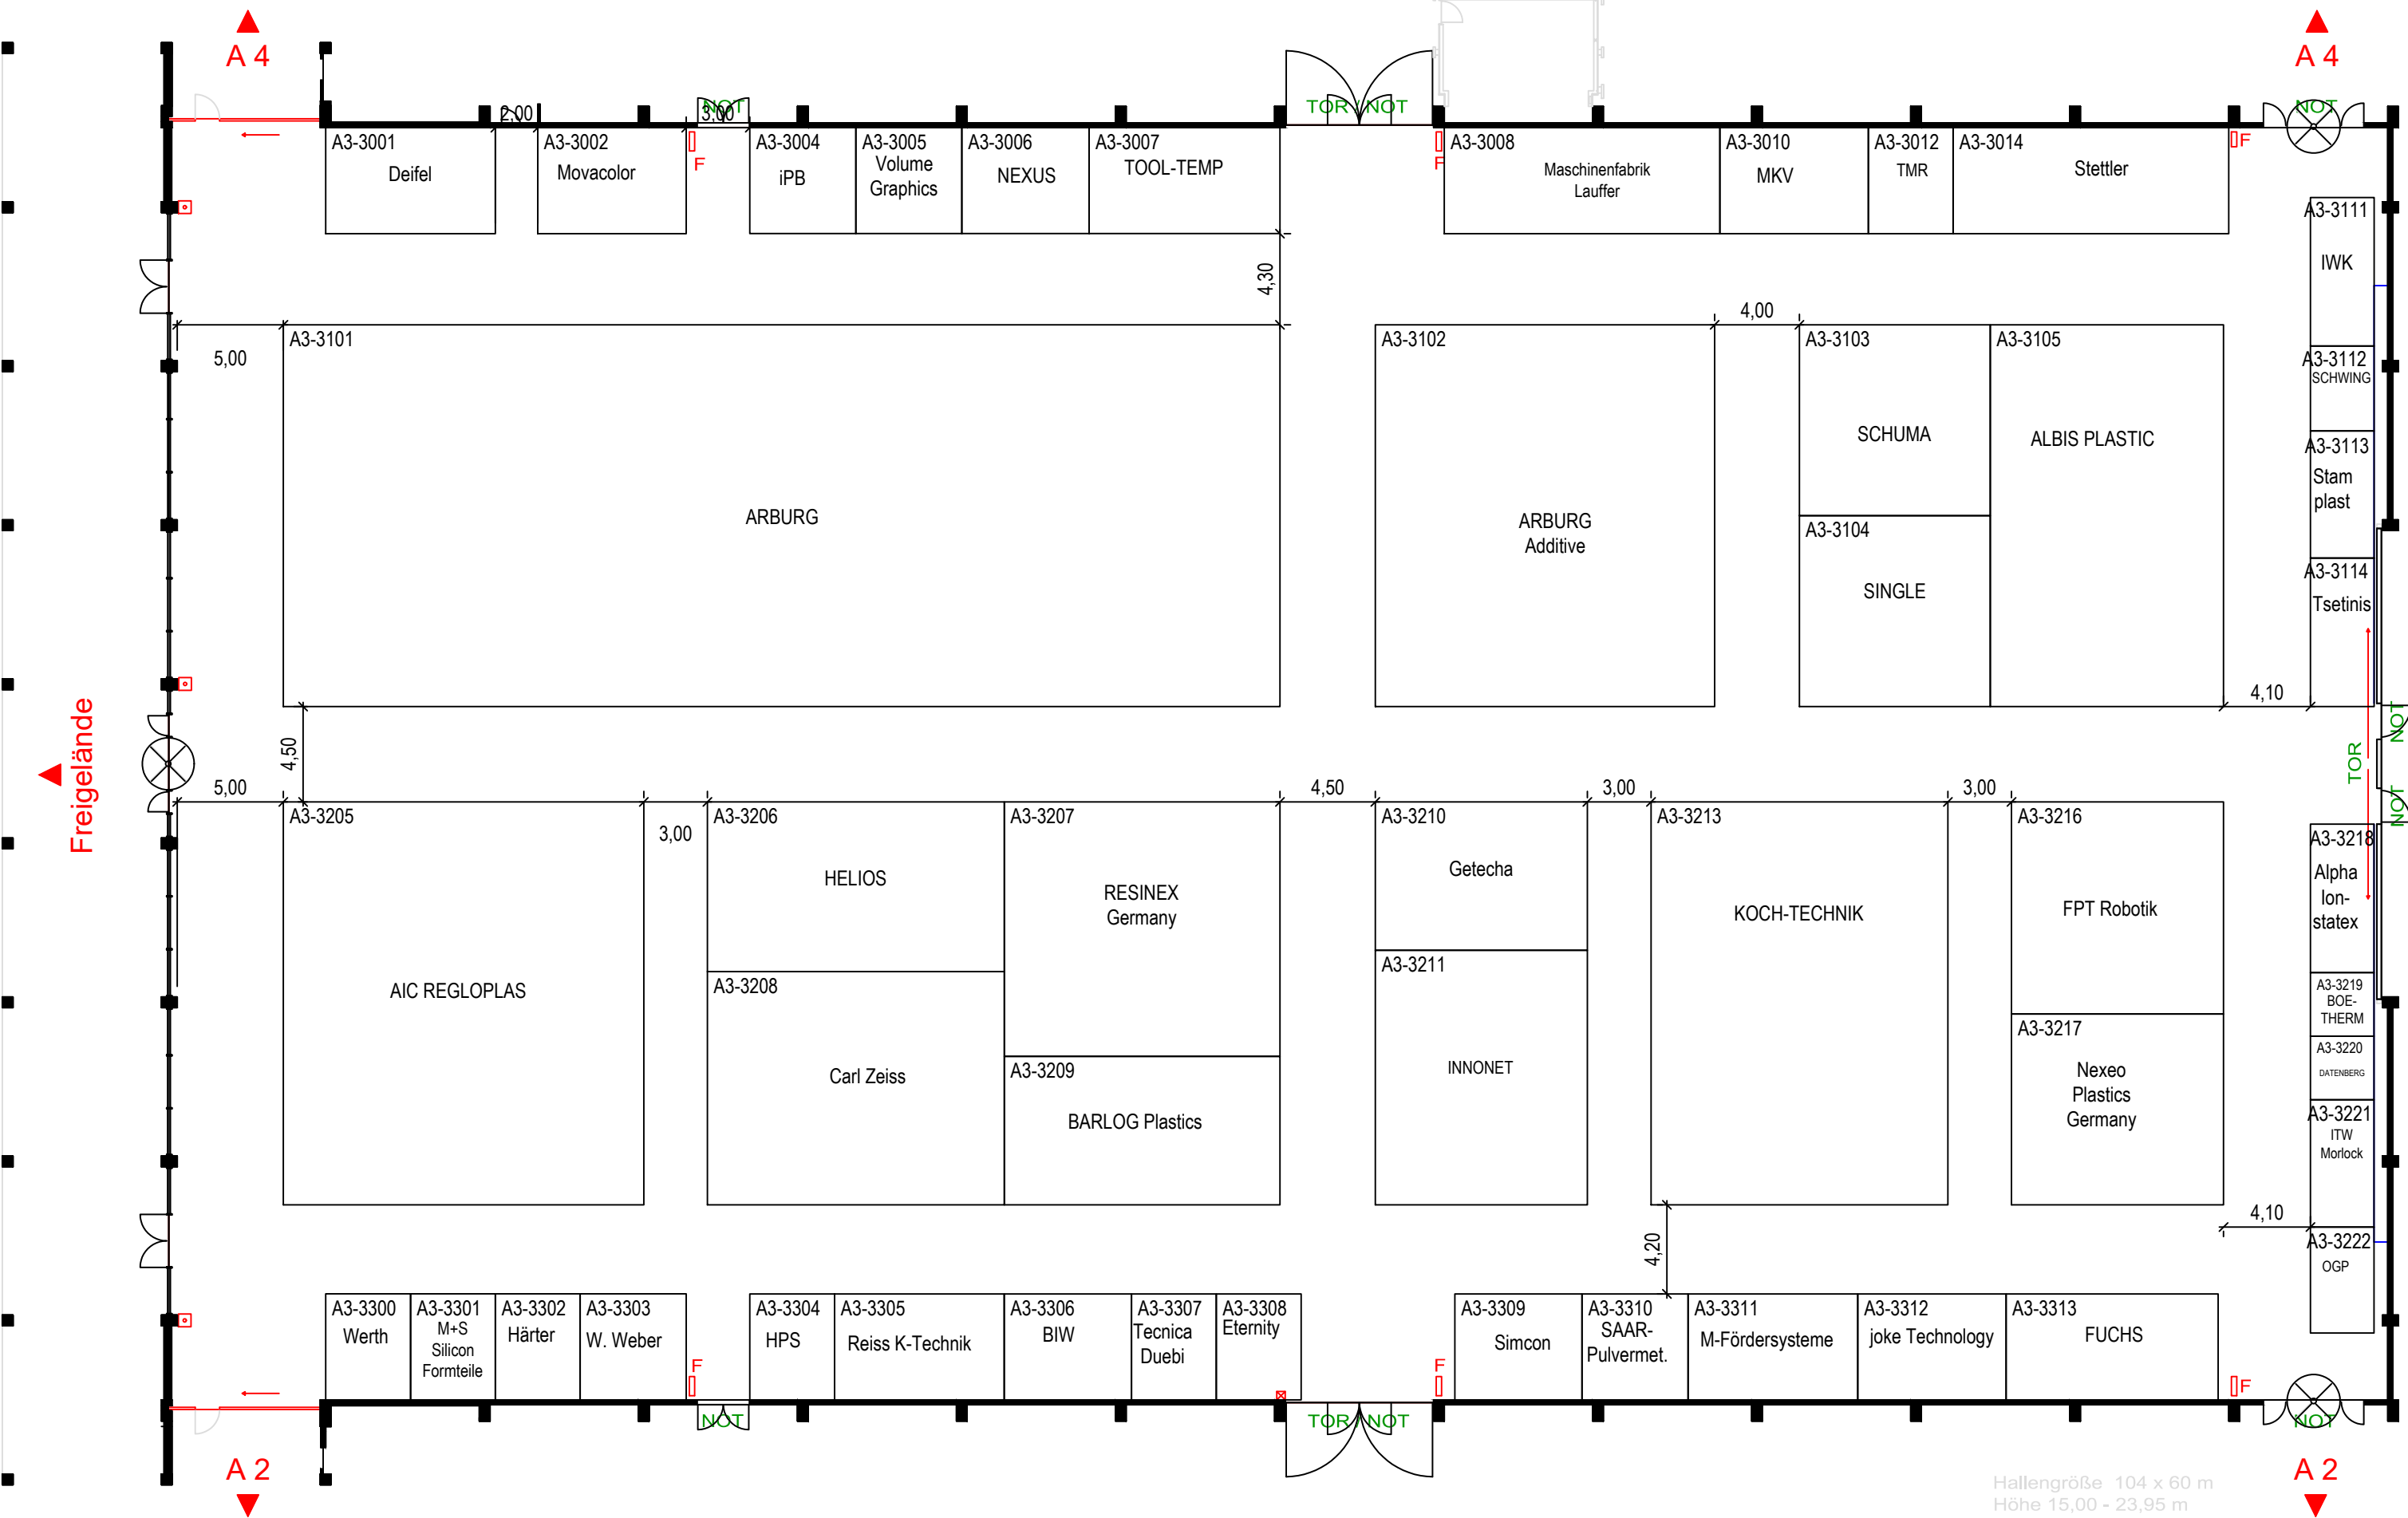 A 4
A 4
NOT
TOR / NOT
NOT
2,00
3,00
A3-3001
Deifel
A3-3002
Movacolor
F
A3-3004
iPB
A3-3005
Volume
Graphics
A3-3006
NEXUS
A3-3007
TOOL-TEMP
F
A3-3008
Maschinenfabrik
Lauffer
A3-3010
MKV
A3-3012
TMR
A3-3014
Stettler
F
A3-3111
IWK
4,30
4,00
5,00
A3-3101
ARBURG
A3-3102
ARBURG
Additive
A3-3103
SCHUMA
A3-3105
ALBIS PLASTIC
A3-3104
SINGLE
A3-3112
SCHWING
A3-3113
Stam
plast
A3-3114
Tsetinis
4,10
Freigelände
4,50
NOT
TOR
NOT
5,00
3,00
4,50
3,00
3,00
A3-3205
AIC REGLOPLAS
A3-3206
HELIOS
A3-3207
RESINEX
Germany
A3-3208
Carl Zeiss
A3-3209
BARLOG Plastics
A3-3210
Getecha
A3-3211
INNONET
A3-3213
KOCH-TECHNIK
A3-3216
FPT Robotik
A3-3217
Nexeo
Plastics
Germany
A3-3218
Alpha
Ion-
statex
A3-3219
BOE-
THERM
A3-3220
DATENBERG
A3-3221
ITW
Morlock
4,10
4,20
A3-3222
OGP
A3-3300
Werth
A3-3301
M+S
Silicon
Formteile
A3-3302
Härter
A3-3303
W. Weber
F
A3-3304
HPS
A3-3305
Reiss K-Technik
A3-3306
BIW
A3-3307
Tecnica
Duebi
A3-3308
Eternity
F
A3-3309
Simcon
A3-3310
SAAR-
Pulvermet.
A3-3311
M-Fördersysteme
A3-3312
joke Technology
A3-3313
FUCHS
F
NOT
TOR / NOT
NOT
A 2
A 2
Hallengröße 104 x 60 m
Höhe 15,00 - 23,95 m